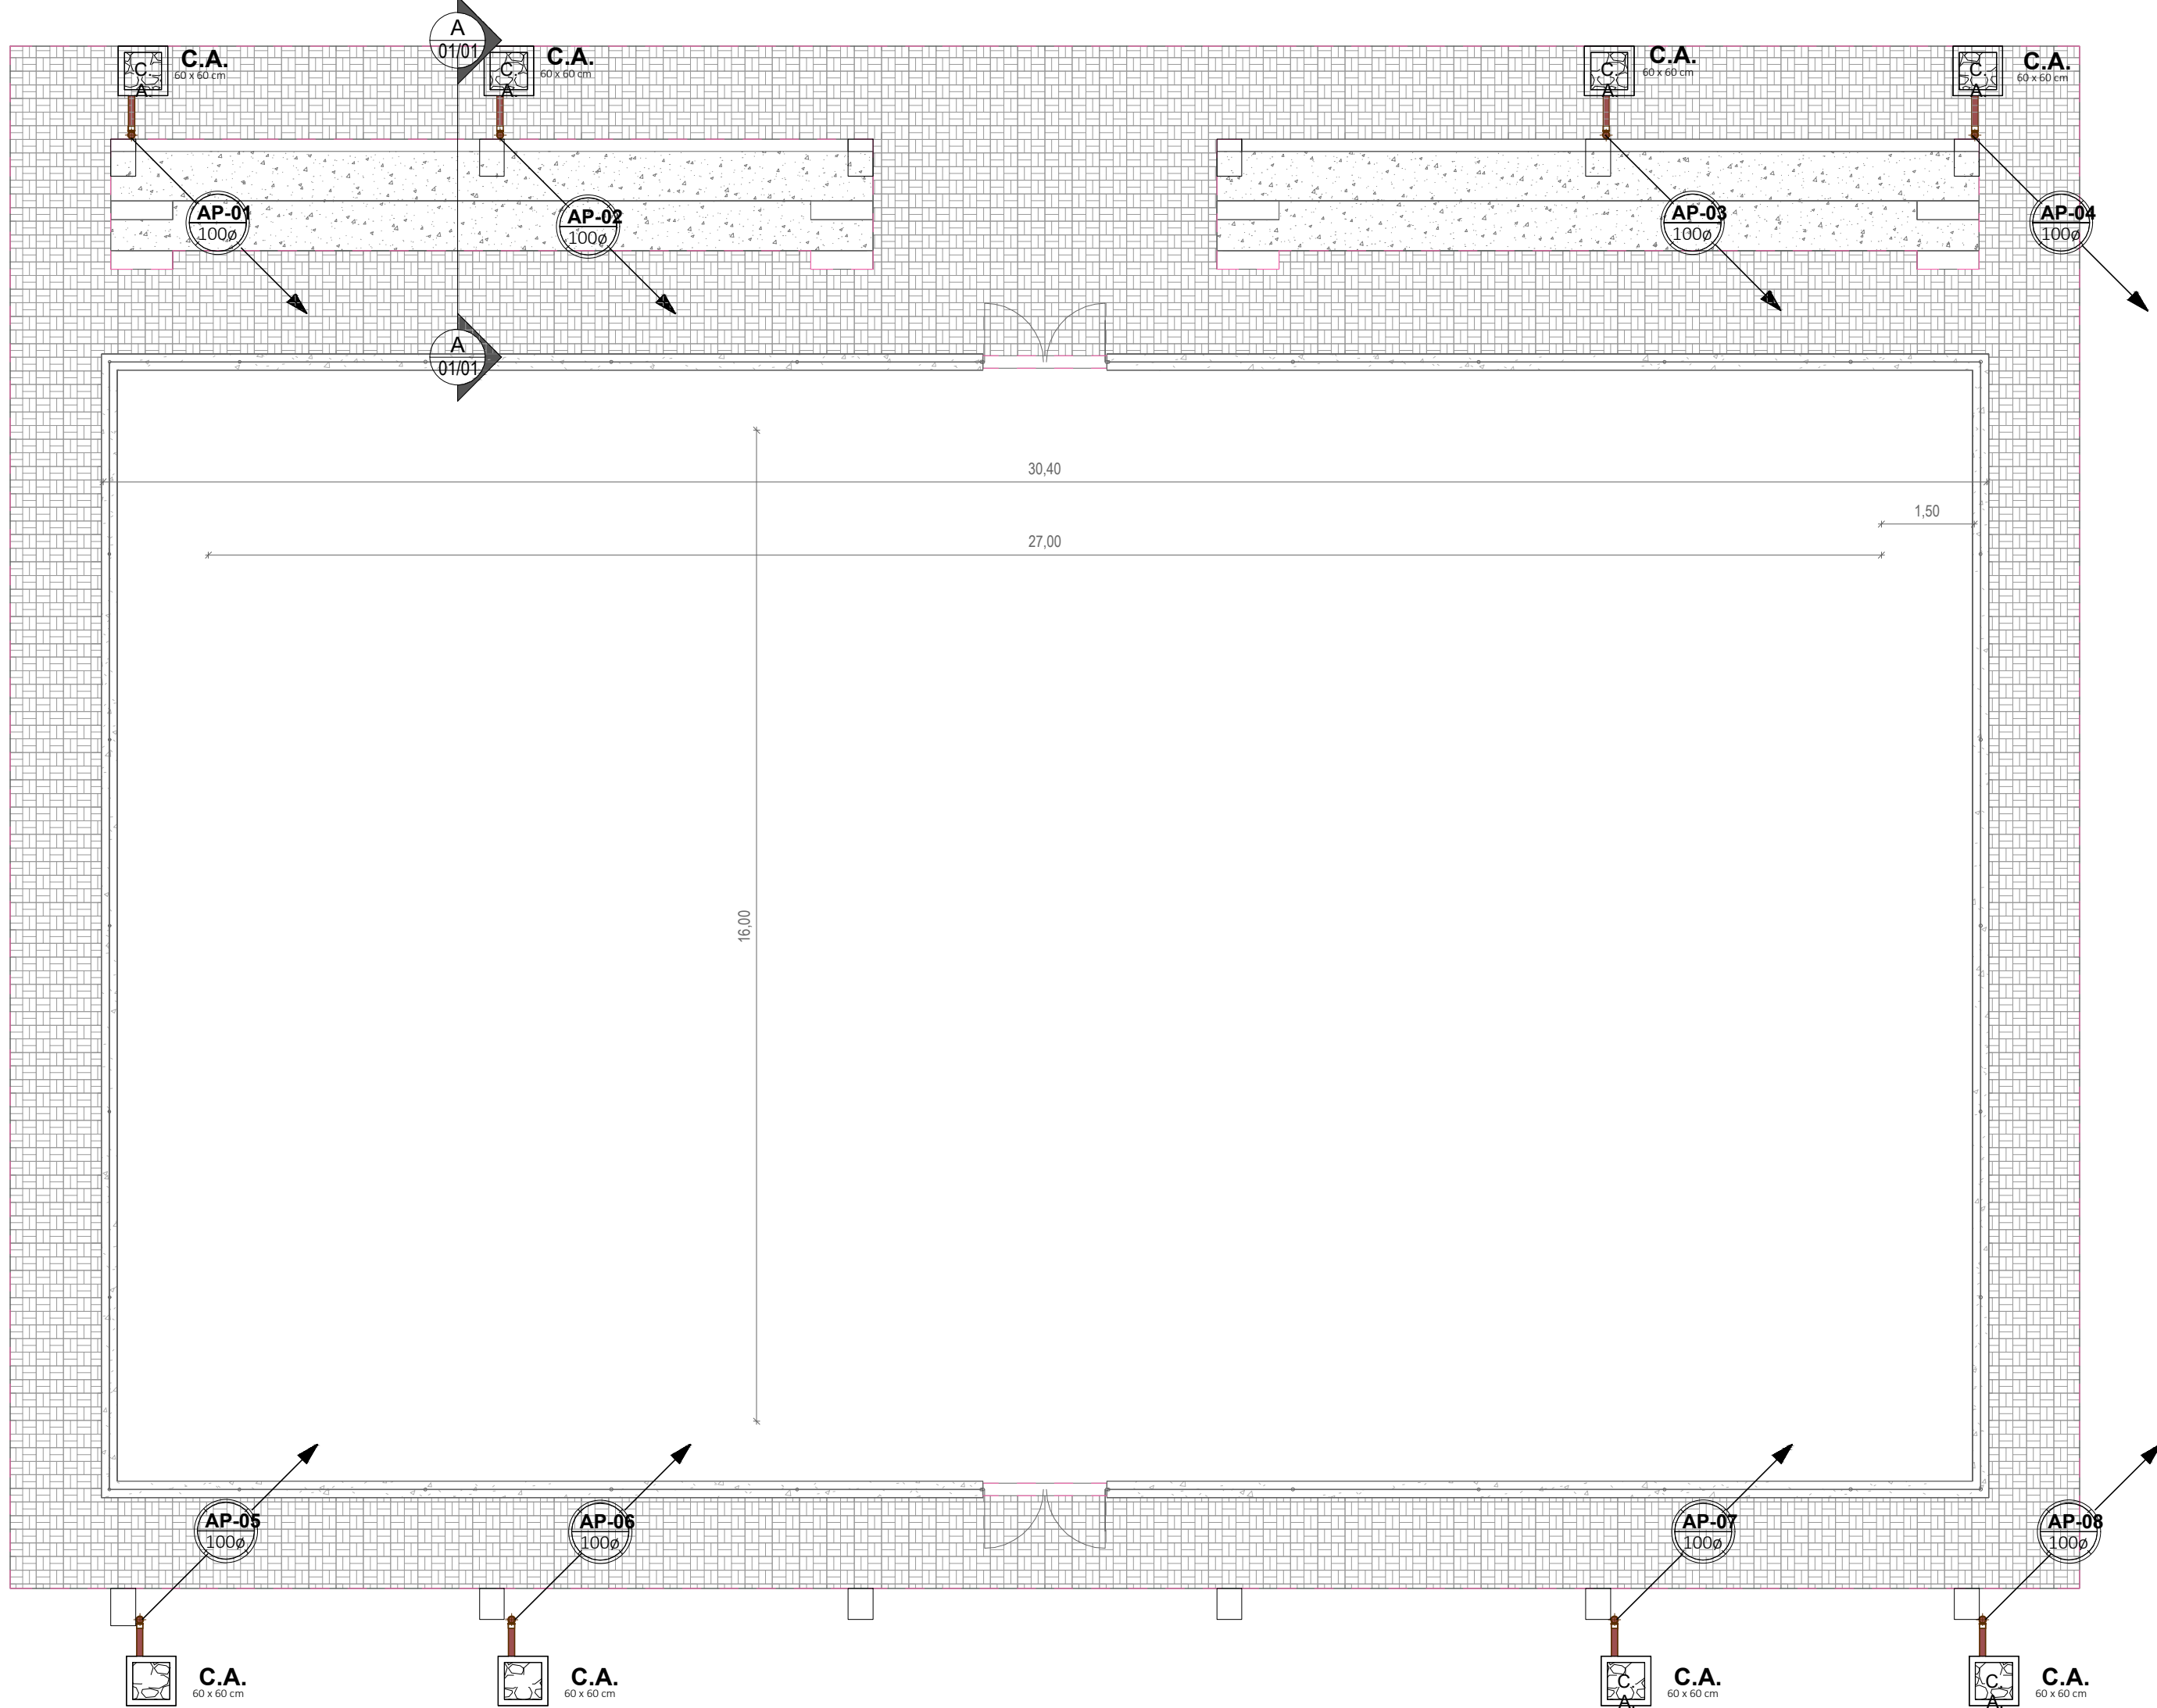 A
01/01
C.A.
60 x 60 cm
C.
A.
C.A.
60 x 60 cm
C.
A.
C.A.
60 x 60 cm
C.
A.
C.A.
60 x 60 cm
C.
A.
AP-01
100ø
AP-02
100ø
AP-03
100ø
AP-04
100ø
A
01/01
30,40
1,50
27,00
16,00
AP-05
100ø
AP-06
100ø
AP-07
100ø
AP-08
100ø
C.A.
60 x 60 cm
C.A.
60 x 60 cm
C.
A.
C.A.
60 x 60 cm
C.
A.
C.A.
60 x 60 cm